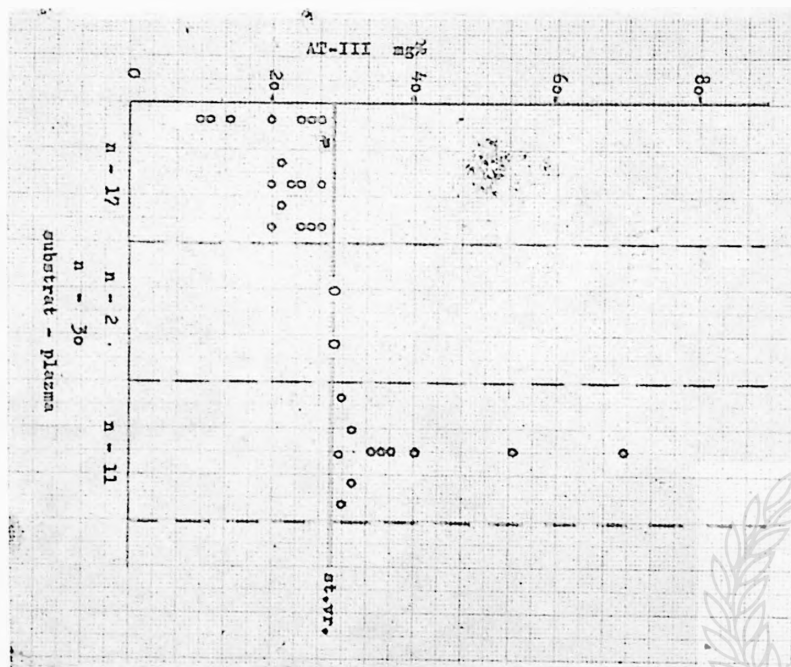 AT-III mg%
0 20 40 60 80
n - 17
n - 2
n - 11
n - 30
substrat - plazma
st.vr.